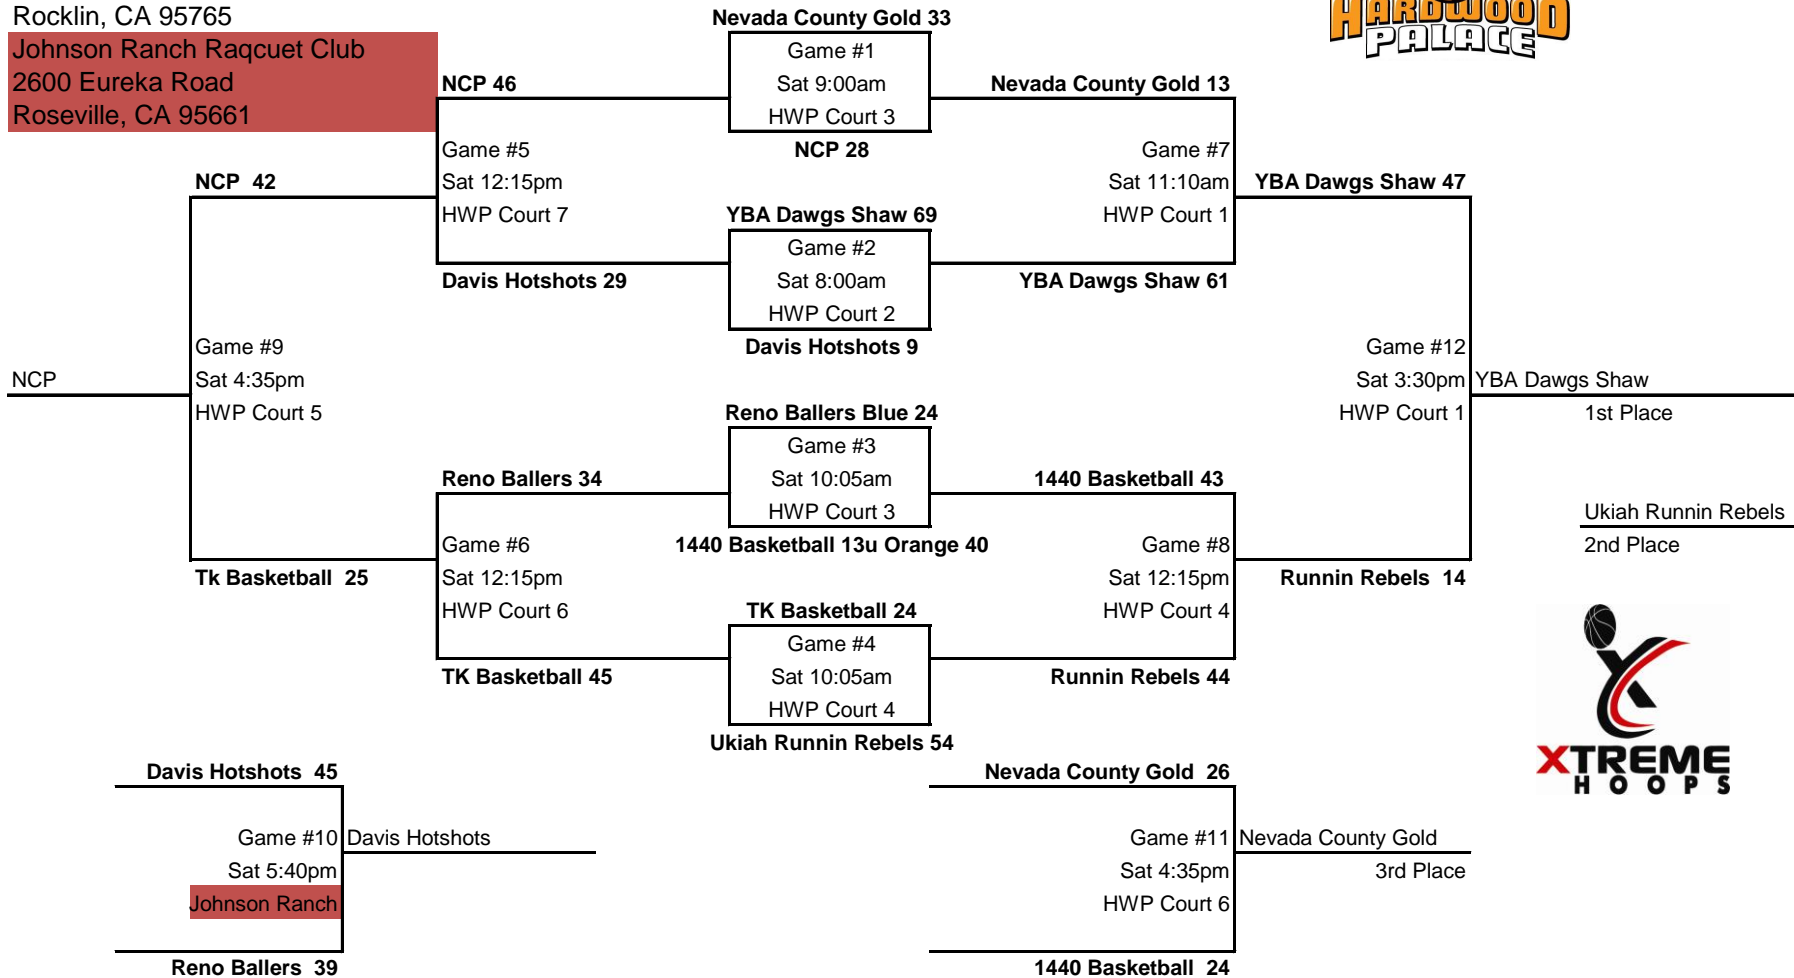 Rocklin, CA 95765
Johnson Ranch Raqcuet Club
2600 Eureka Road
Roseville, CA 95661
HARDWOOD
PALACE
Nevada County Gold 33
Game #1
Sat 9:00am
HWP Court 3
NCP 28
NCP 46
Game #5
Sat 12:15pm
HWP Court 7
Davis Hotshots 29
Nevada County Gold 13
Game #7
Sat 11:10am
HWP Court 1
YBA Dawgs Shaw 61
NCP 42
YBA Dawgs Shaw 47
YBA Dawgs Shaw 69
Game #2
Sat 8:00am
HWP Court 2
Davis Hotshots 9
NCP
Game #9
Sat 4:35pm
HWP Court 5
Game #12
Sat 3:30pm
HWP Court 1
YBA Dawgs Shaw
1st Place
Reno Ballers Blue 24
Game #3
Sat 10:05am
HWP Court 3
1440 Basketball 13u Orange 40
Reno Ballers 34
Game #6
Sat 12:15pm
HWP Court 6
TK Basketball 45
1440 Basketball 43
Game #8
Sat 12:15pm
HWP Court 4
Runnin Rebels 44
Ukiah Runnin Rebels
2nd Place
Tk Basketball 25
Runnin Rebels 14
TK Basketball 24
Game #4
Sat 10:05am
HWP Court 4
Ukiah Runnin Rebels 54
XTREME
HOOPS
Davis Hotshots 45
Game #10
Sat 5:40pm
Johnson Ranch
Reno Ballers 39
Davis Hotshots
Nevada County Gold 26
Game #11
Sat 4:35pm
HWP Court 6
1440 Basketball 24
Nevada County Gold
3rd Place